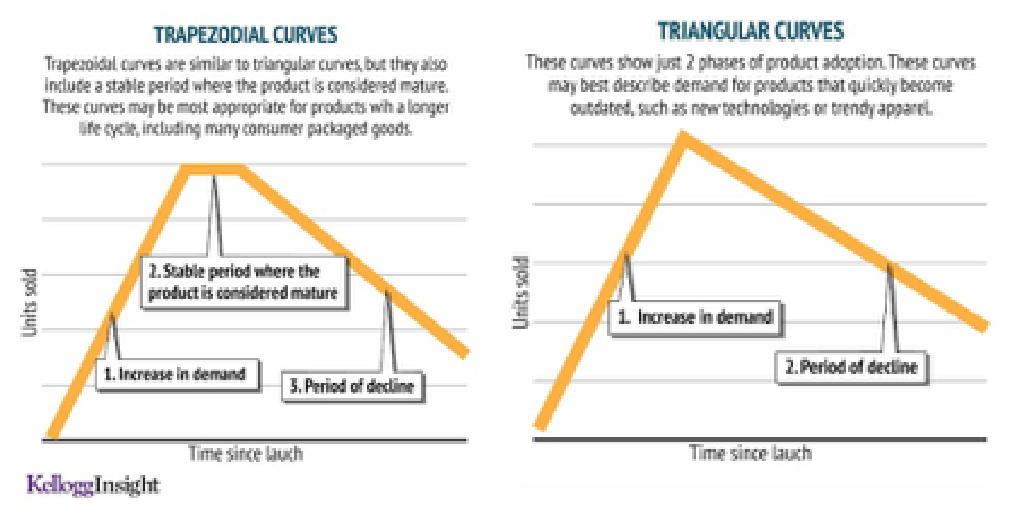 TRAPEZODIAL CURVES
Trapezoidal curves are similar to triangular curves, but they also
include a stable period where the product is considered mature.
These curves may be most appropriate for products wih a longer
life cycle, including many consumer packaged goods.
Units sold
2. Stable period where the
product is considered mature
1. Increase in demand
3. Period of decline
Time since lauch
KelloggInsight
TRIANGULAR CURVES
These curves show just 2 phases of product adoption. These curves
may best describe demand for products that quickly become
outdated, such as new technologies or trendy apparel.
Units sold
1. Increase in demand
2. Period of decline
Time since lauch